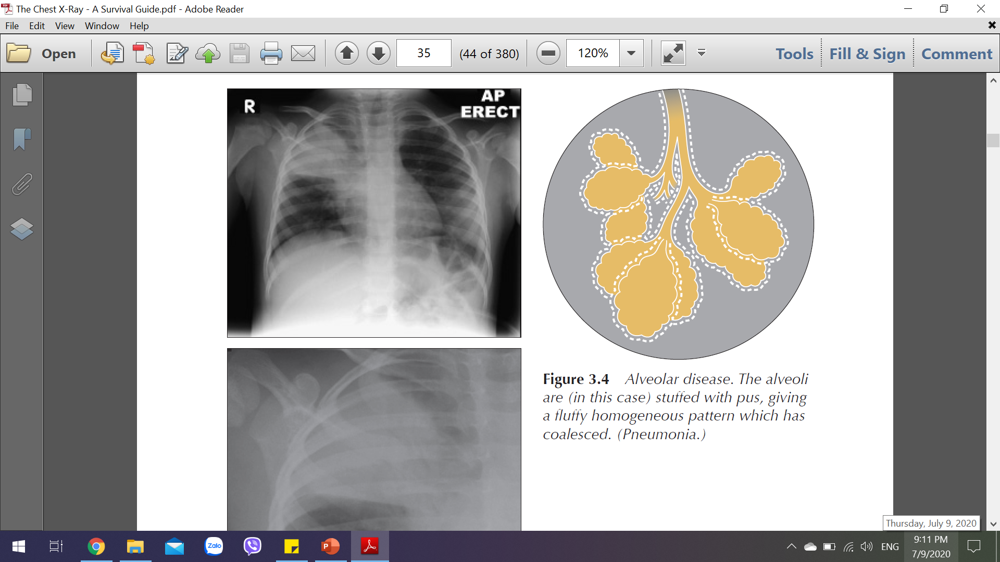 The Chest X-Ray - A Survival Guide.pdf - Adobe Reader
File Edit View Window Help
Open 35 (44 of 380) 120% Tools Fill & Sign Comment
R
AP
ERECT
Figure 3.4 Alveolar disease. The alveoli
are (in this case) stuffed with pus, giving
a fluffy homogeneous pattern which has
coalesced. (Pneumonia.)
Thursday, July 9, 2020
Zalo
P
ENG
9:11 PM
7/9/2020